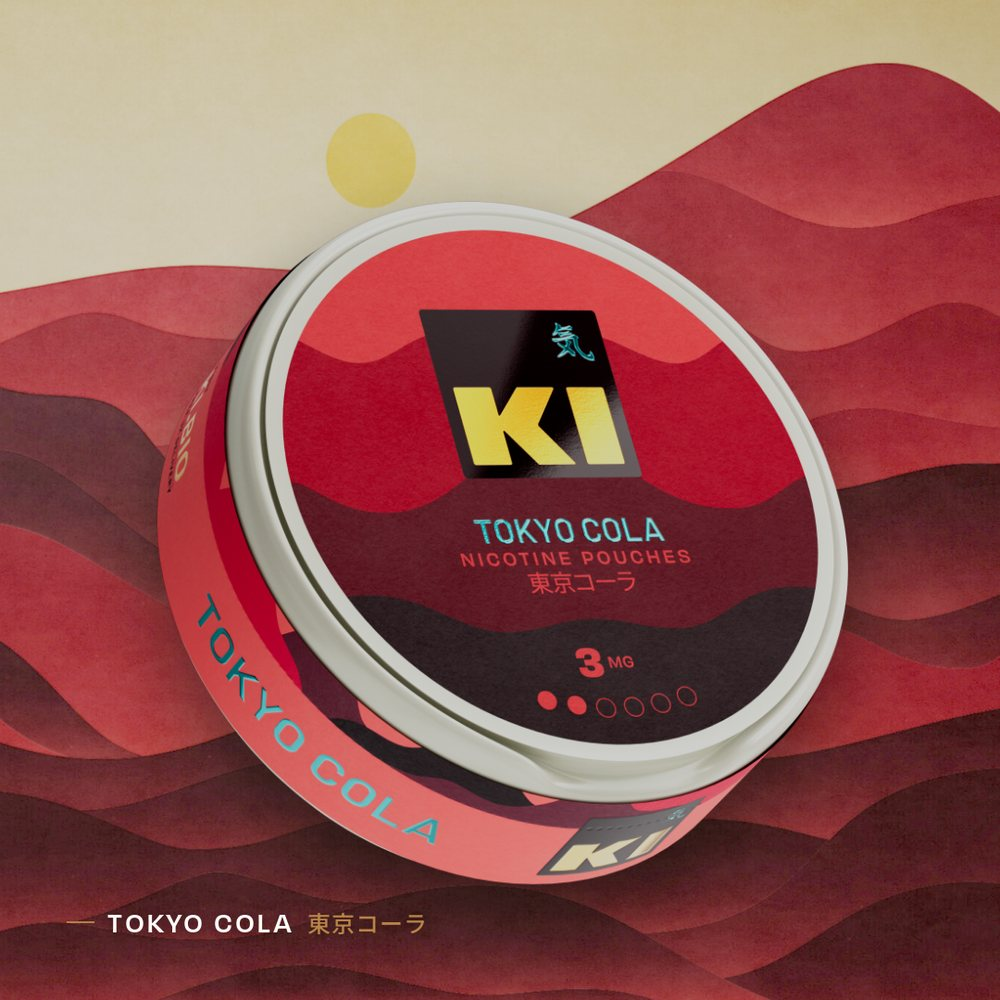 気
KI
TOKYO COLA
NICOTINE POUCHES
東京コーラ
3 MG
TOKYO COLA
KI
TOKYO COLA 東京コーラ